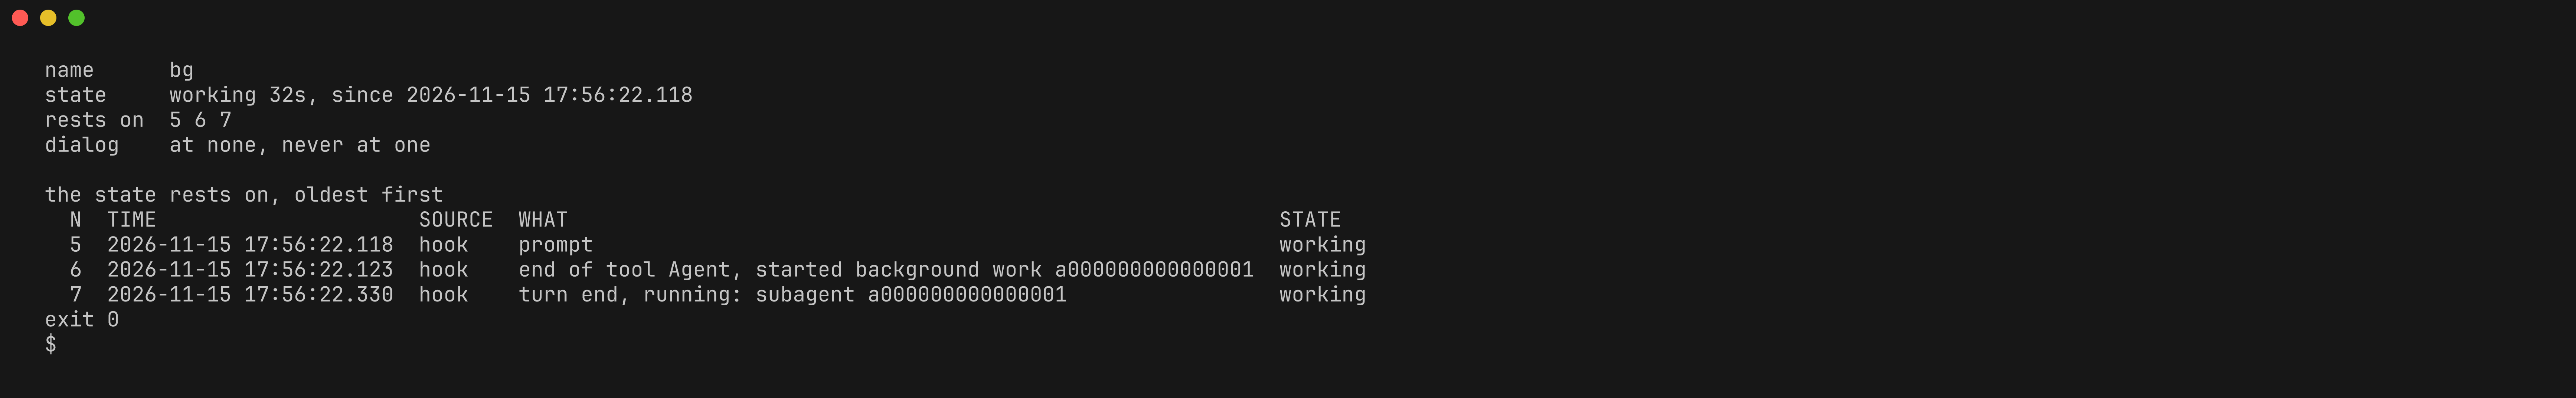 name      bg
state     working 32s, since 2026-11-15 17:56:22.118
rests on  5 6 7
dialog    at none, never at one

the state rests on, oldest first
  N  TIME                     SOURCE  WHAT                                                         STATE
  5  2026-11-15 17:56:22.118  hook    prompt                                                       working
  6  2026-11-15 17:56:22.123  hook    end of tool Agent, started background work a000000000000001  working
  7  2026-11-15 17:56:22.330  hook    turn end, running: subagent a000000000000001                 working
exit 0
$